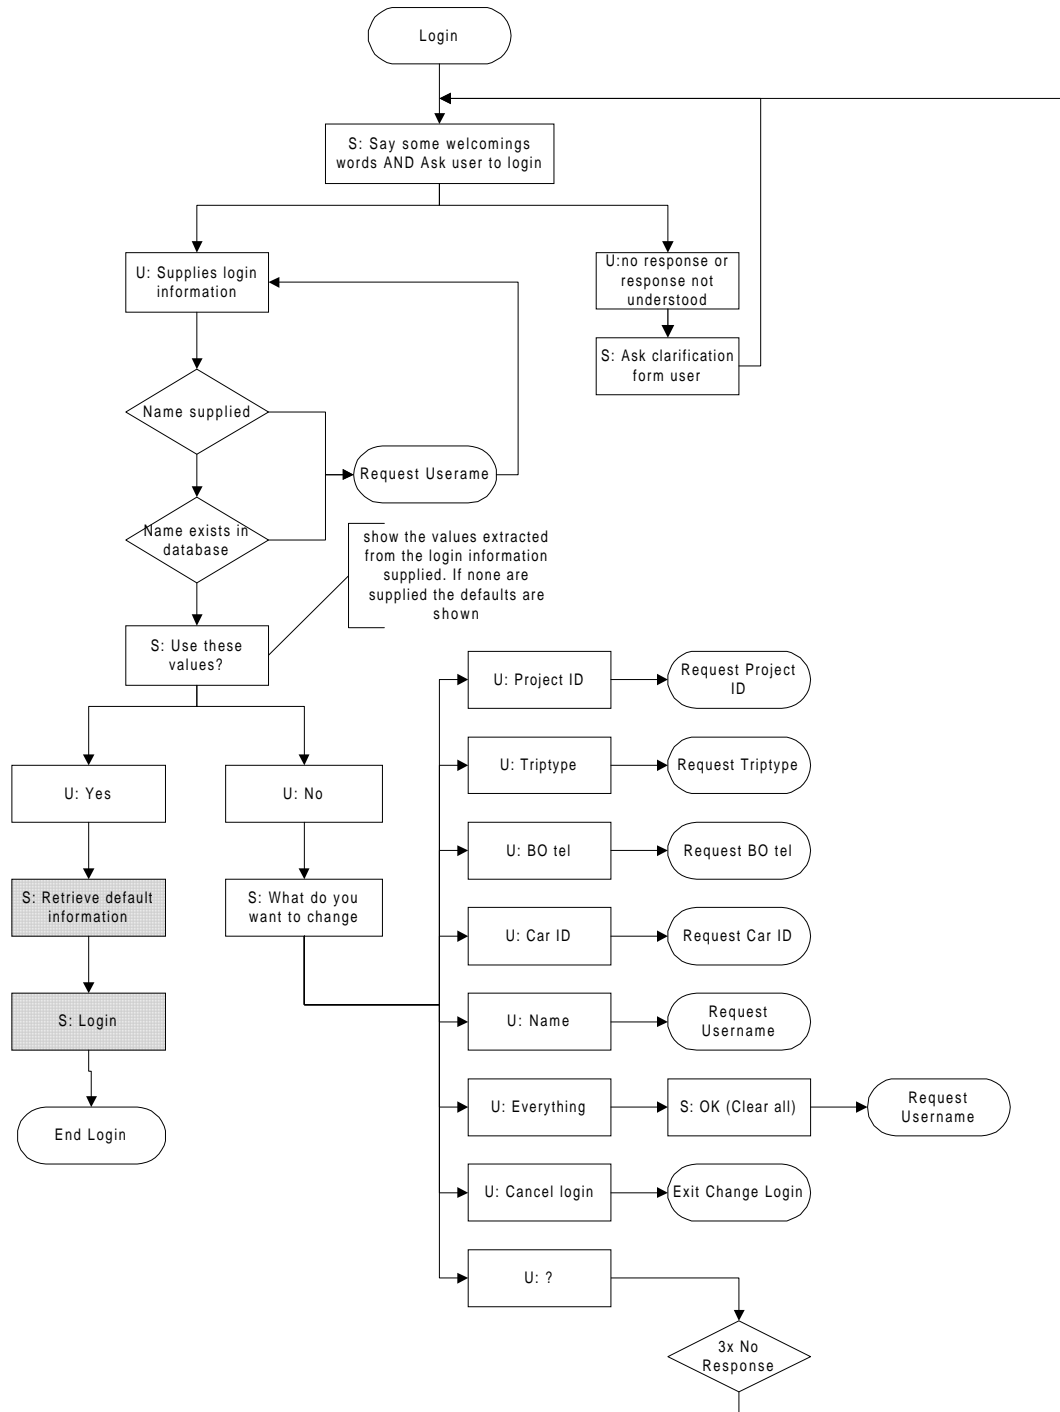 Login
S: Say some welcomings
words AND Ask user to login
U: Supplies login
information
U:no response or
response not
understood
S: Ask clarification
form user
Name supplied
Request Userame
Name exists in
database
show the values extracted
from the login information
supplied. If none are
supplied the defaults are
shown
S: Use these
values?
U: Project ID
Request Project
ID
U: Yes
U: No
U: Triptype
Request Triptype
U: BO tel
Request BO tel
S: Retrieve default
information
S: What do you
want to change
U: Car ID
Request Car ID
S: Login
U: Name
Request
Username
U: Everything
S: OK (Clear all)
Request
Username
End Login
U: Cancel login
Exit Change Login
U: ?
3x No
Response